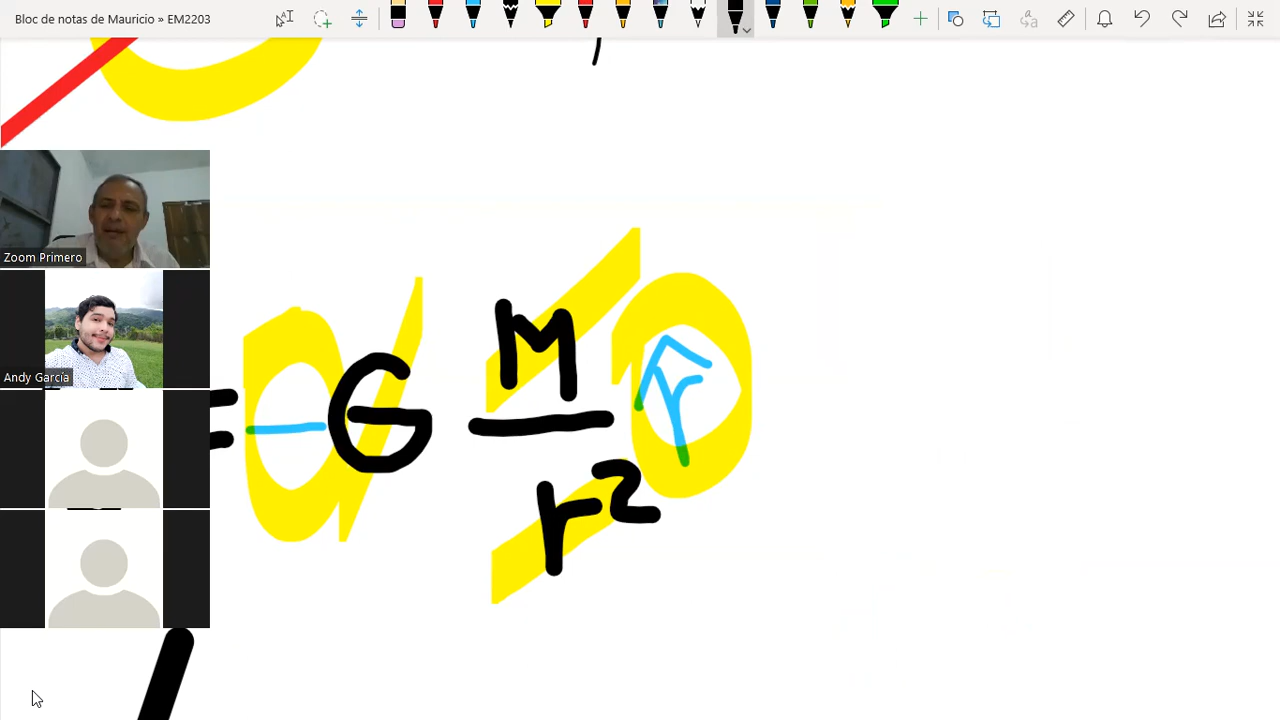 Bloc de notas de Mauricio » EM2203
Zoom Primero
Andy García
= - G M / r² r̂